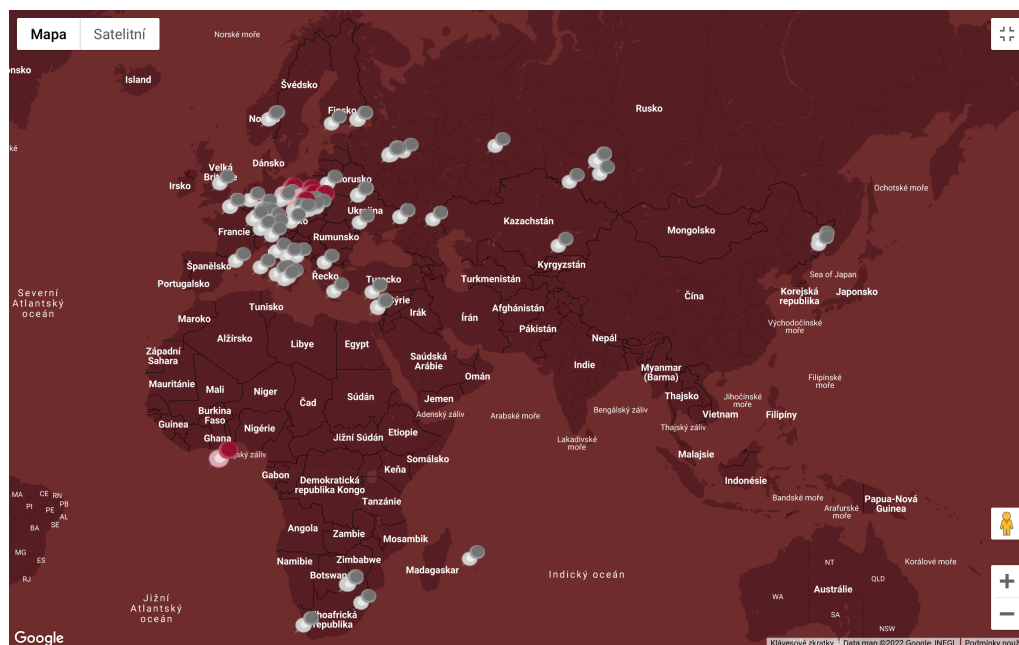 Mapa
Satelitní
Norské moře
Island
Švédsko
Rusko
Dánsko
Velká
Irsko
Ochotské moře
Ukrajina
Francie
Rumunsko
Kazachstán
Mongolsko
Španělsko
Portugalsko
Řecko
Kyrgyzstán
Turkmenistán
Sea of Japan
Severní
Atlantský
oceán
Čína
Korejská
republika
Japonsko
Tunisko
Irák
Írán
Afghánistán
Maroko
Pákistán
Východočínské
moře
Alžírsko
Libye
Egypt
Nepál
Západní
Sahara
Saúdská
Arábie
Indie
Myanmar
(Barma)
Omán
Filipínské
moře
Mauritánie
Mali
Niger
Čad
Súdán
Jemen
Thajsko
Jihočínské
moře
Burkina
Faso
Adenský záliv
Arabské moře
Bengálský záliv
Vietnam
Filipíny
Guinea
Ghana
Nigérie
Jižní Súdán
Etiopie
Thajský záliv
Lakadivské
moře
Malajsie
Somálsko
Keňa
Gabon
Demokratická
republika Kongo
Indonésie
Tanzánie
Bandské moře
Papua-Nová
Guinea
Arafurské
moře
MA
CE
RN
PI
PB
PE
AL
BA
SE
Angola
Zambie
Mosambik
MG
ES
RJ
Namibie
Zimbabwe
Madagaskar
Indický oceán
NT
Korálové moře
QLD
Austrálie
WA
SA
NSW
Jižní
Atlantský
oceán
republika
Google
Klávesové zkratky
Data map ©2022 Google, INEGI